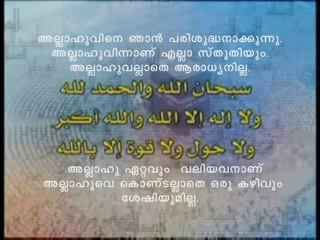 അല്ലാഹുവിനെ ഞാൻ പരിശുദ്ധനാക്കുന്നു.
അല്ലാഹുവിന്നാണ് എല്ലാ സ്തുതിയും.
അല്ലാഹുവല്ലാതെ ആരാധ്യനില്ല.
سبحان الله والحمد لله
ولا إله إلا الله والله أكبر
ولا حول ولا قوة إلا بالله
അല്ലാഹു ഏറ്റവും വലിയവനാണ്
അല്ലാഹുവെ കൊണ്ടല്ലാതെ ഒരു കഴിവും
ശേഷിയുമില്ല.